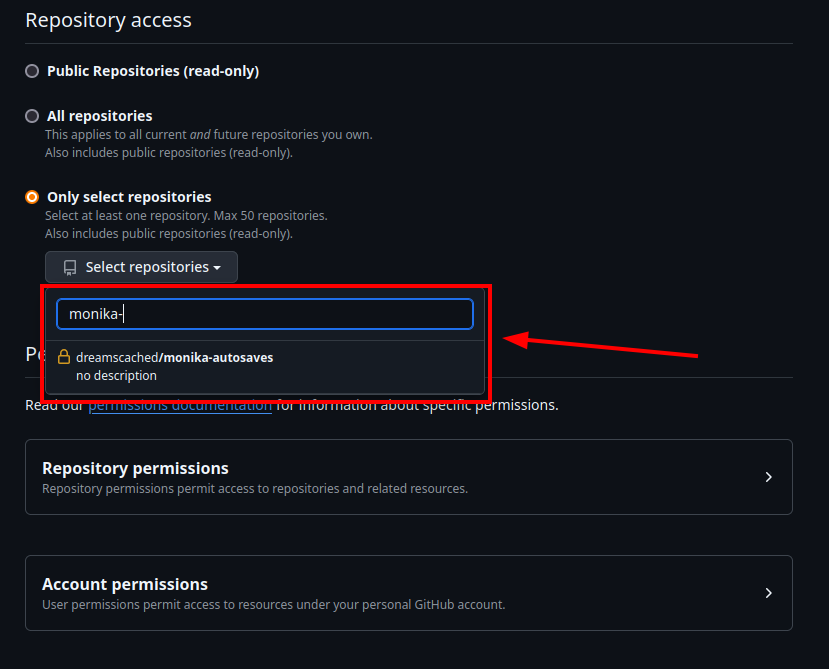 Repository access
Public Repositories (read-only)
All repositories
This applies to all current and future repositories you own.
Also includes public repositories (read-only).
Only select repositories
Select at least one repository. Max 50 repositories.
Also includes public repositories (read-only).
Select repositories
monika-
dreamscached/monika-autosaves
no description
Read our permissions documentation for information about specific permissions.
Repository permissions
Repository permissions permit access to repositories and related resources.
Account permissions
User permissions permit access to resources under your personal GitHub account.